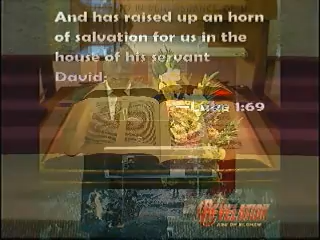 And has raised up an horn
of salvation for us in the
house of his servant
David;
—Luke 1:69
REVELATION